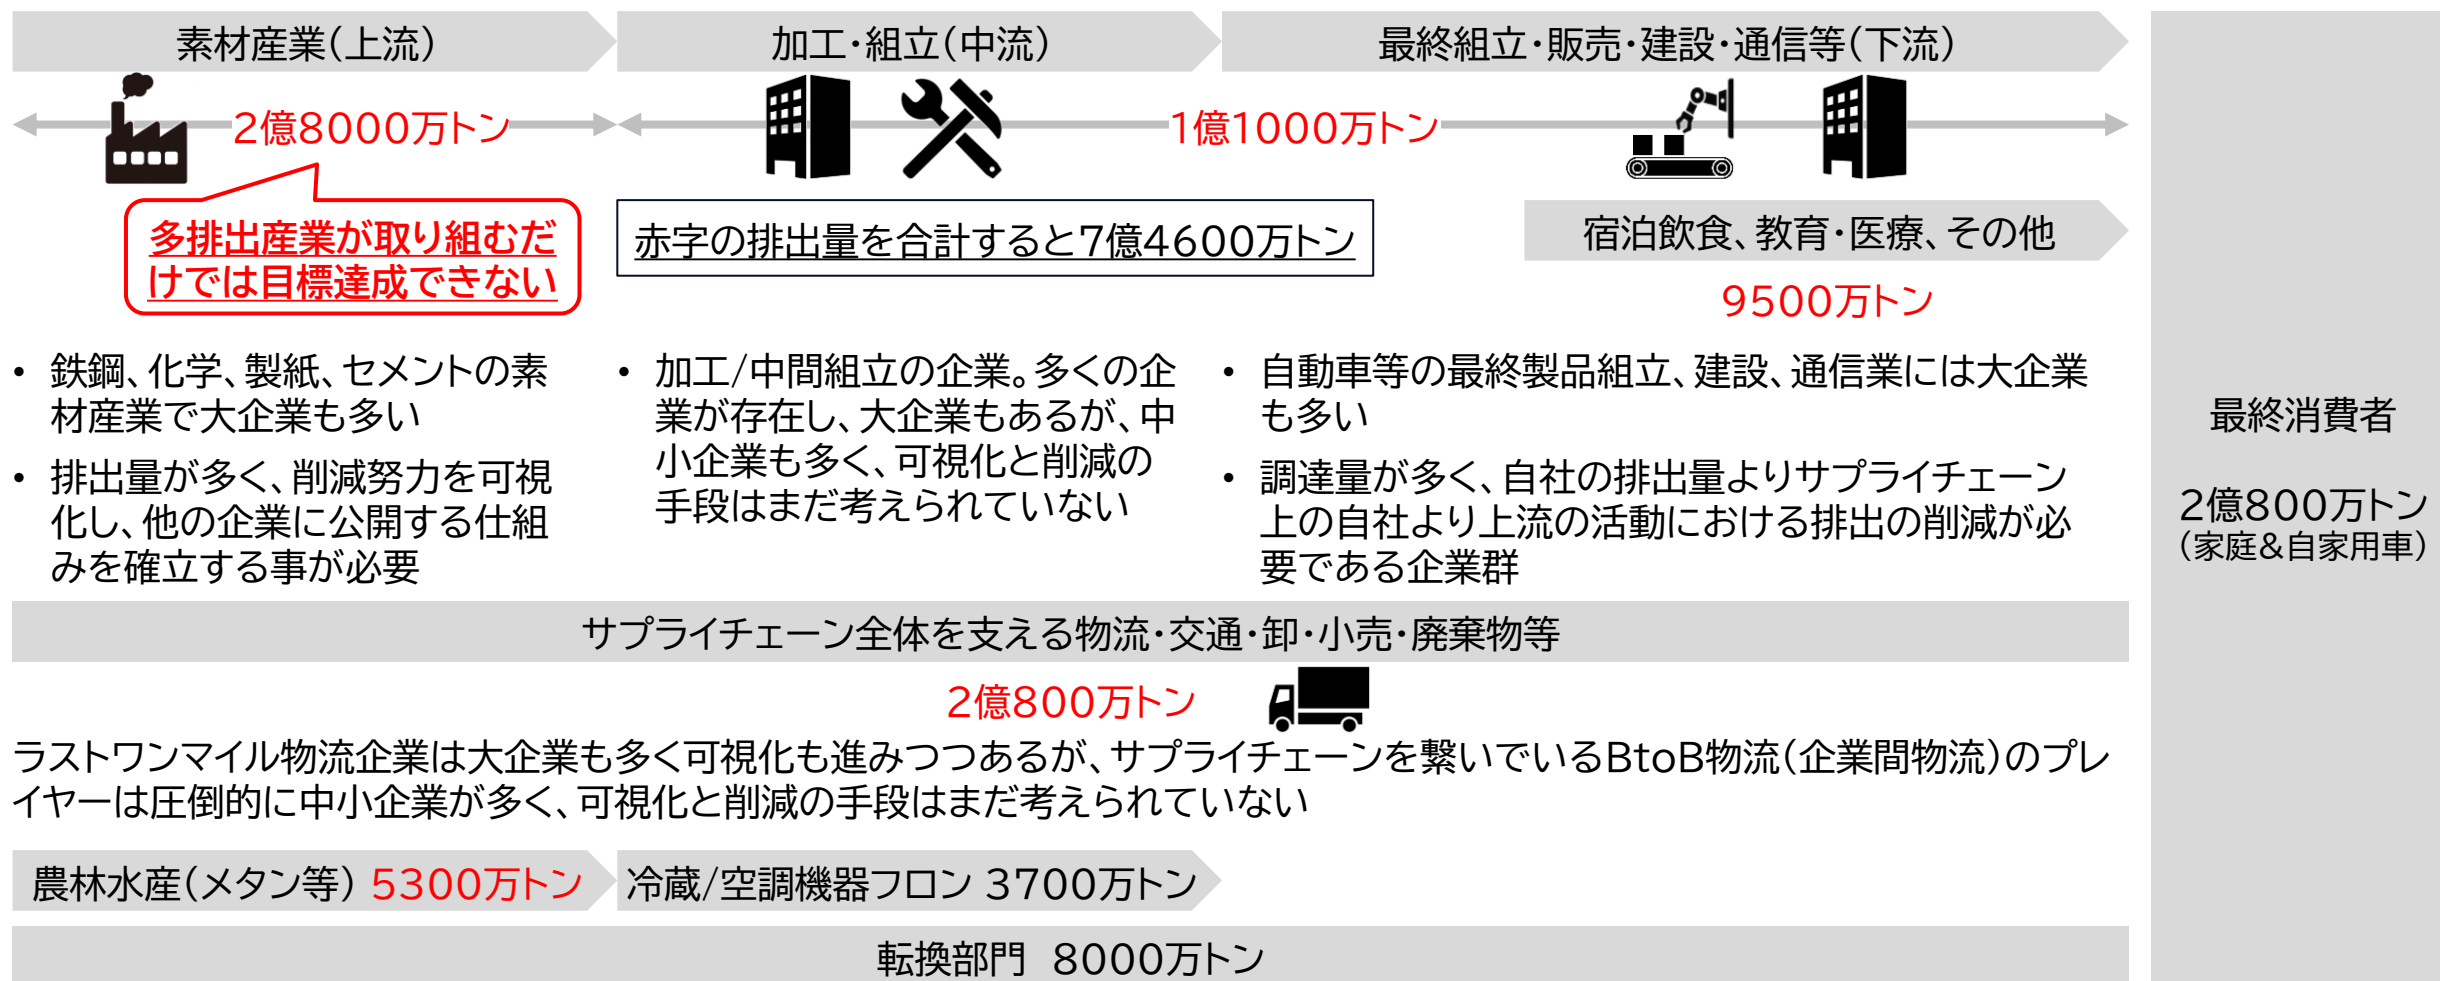 素材産業(上流)
加工・組立(中流)
最終組立・販売・建設・通信等(下流)
2億8000万トン
1億1000万トン
多排出産業が取り組むだ
けでは目標達成できない
赤字の排出量を合計すると7億4600万トン
宿泊飲食、教育・医療、その他
9500万トン
• 鉄鋼、化学、製紙、セメントの素
材産業で大企業も多い
• 排出量が多く、削減努力を可視
化し、他の企業に公開する仕組
みを確立する事が必要
• 加工/中間組立の企業。多くの企
業が存在し、大企業もあるが、中
小企業も多く、可視化と削減の
手段はまだ考えられていない
• 自動車等の最終製品組立、建設、通信業には大企業
も多い
• 調達量が多く、自社の排出量よりサプライチェーン
上の自社より上流の活動における排出の削減が必
要である企業群
最終消費者
2億800万トン
(家庭&自家用車)
サプライチェーン全体を支える物流・交通・卸・小売・廃棄物等
2億800万トン
ラストワンマイル物流企業は大企業も多く可視化も進みつつあるが、サプライチェーンを繋いでいるBtoB物流(企業間物流)のプレ
イヤーは圧倒的に中小企業が多く、可視化と削減の手段はまだ考えられていない
農林水産(メタン等) 5300万トン
冷蔵/空調機器フロン 3700万トン
転換部門 8000万トン